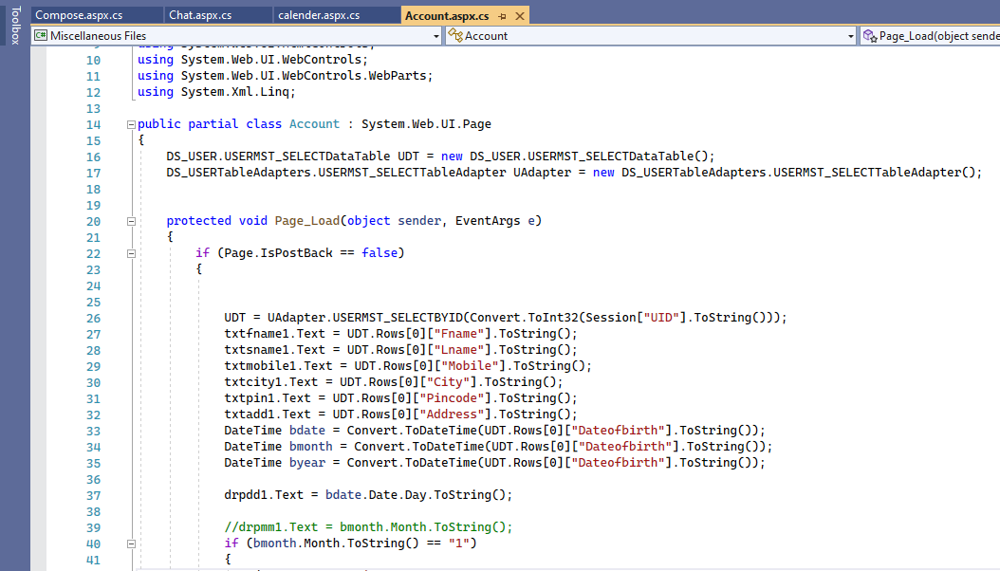 Toolbox
Compose.aspx.cs
Chat.aspx.cs
calender.aspx.cs
Account.aspx.cs
C# Miscellaneous Files
Account
Page_Load(object sende
10 using System.Web.UI.WebControls;
11 using System.Web.UI.WebControls.WebParts;
12 using System.Xml.Linq;
13
14 public partial class Account : System.Web.UI.Page
15 {
16 DS_USER.USERMST_SELECTDataTable UDT = new DS_USER.USERMST_SELECTDataTable();
17 DS_USERTableAdapters.USERMST_SELECTTableAdapter UAdapter = new DS_USERTableAdapters.USERMST_SELECTTableAdapter();
18
19
20 protected void Page_Load(object sender, EventArgs e)
21 {
22 if (Page.IsPostBack == false)
23 {
24
25
26 UDT = UAdapter.USERMST_SELECTBYID(Convert.ToInt32(Session["UID"].ToString()));
27 txtfname1.Text = UDT.Rows[0]["Fname"].ToString();
28 txtsname1.Text = UDT.Rows[0]["Lname"].ToString();
29 txtmobile1.Text = UDT.Rows[0]["Mobile"].ToString();
30 txtcity1.Text = UDT.Rows[0]["City"].ToString();
31 txtpin1.Text = UDT.Rows[0]["Pincode"].ToString();
32 txtadd1.Text = UDT.Rows[0]["Address"].ToString();
33 DateTime bdate = Convert.ToDateTime(UDT.Rows[0]["Dateofbirth"].ToString());
34 DateTime bmonth = Convert.ToDateTime(UDT.Rows[0]["Dateofbirth"].ToString());
35 DateTime byear = Convert.ToDateTime(UDT.Rows[0]["Dateofbirth"].ToString());
36
37 drpdd1.Text = bdate.Date.Day.ToString();
38
39 //drpmm1.Text = bmonth.Month.ToString();
40 if (bmonth.Month.ToString() == "1")
41 {